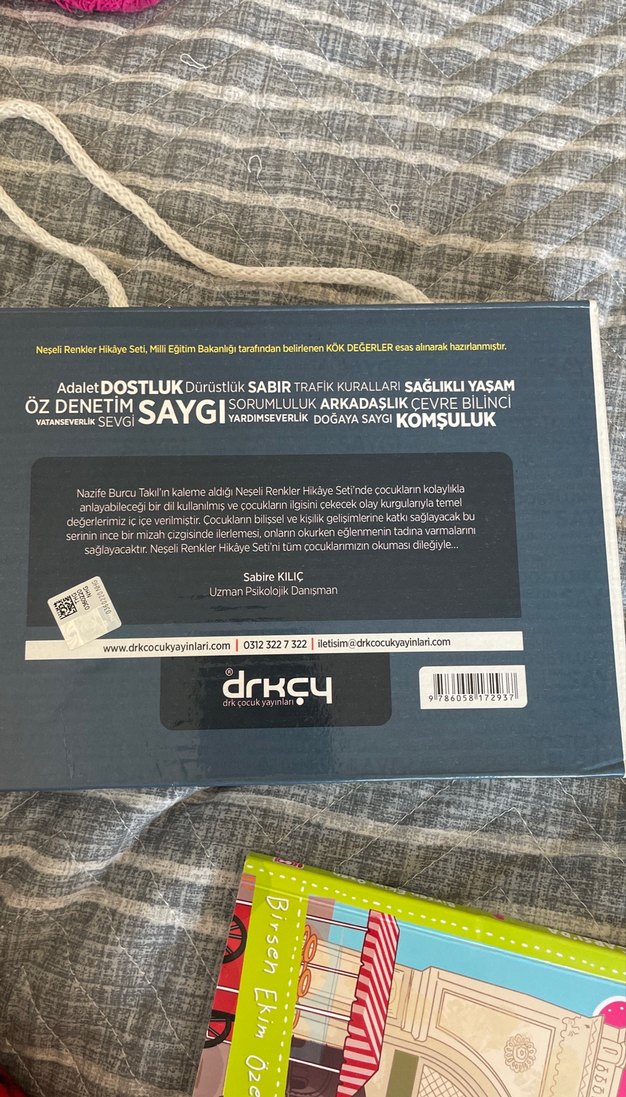 Neşeli Renkler Hikâye Seti, Milli Eğitim Bakanlığı tarafından belirlenen KÖK DEĞERLER esas alınarak hazırlanmıştır.
Adalet DOSTLUK Dürüstlük SABIR TRAFİK KURALLARI SAĞLIKLI YAŞAM
ÖZ DENETİM SAYGI SORUMLULUK ARKADAŞLIK ÇEVRE BİLİNCİ
VATANSEVERLİK SEVGİ YARDIMSEVERLİK DOĞAYA SAYGI KOMŞULUK
Nazife Burcu Takıl'ın kaleme aldığı Neşeli Renkler Hikâye Seti'nde çocukların kolaylıkla
anlayabileceği bir dil kullanılmış ve çocukların ilgisini çekecek olay kurgularıyla temel
değerlerimiz iç içe verilmiştir. Çocukların bilişsel ve kişilik gelişimlerine katkı sağlayacak bu
serinin ince bir mizah çizgisinde ilerlemesi, onların okurken eğlenmenin tadına varmalarını
sağlayacaktır. Neşeli Renkler Hikâye Seti'ni tüm çocuklarımızın okuması dileğiyle...
Sabire KILIÇ
Uzman Psikolojik Danışman
www.drkcocukyayinlari.com | 0312 322 7 322 | iletisim@drkcocukyayinlari.com
drkçy®
drk çocuk yayınları
9 786058 172937
Birsen Ekim Öze